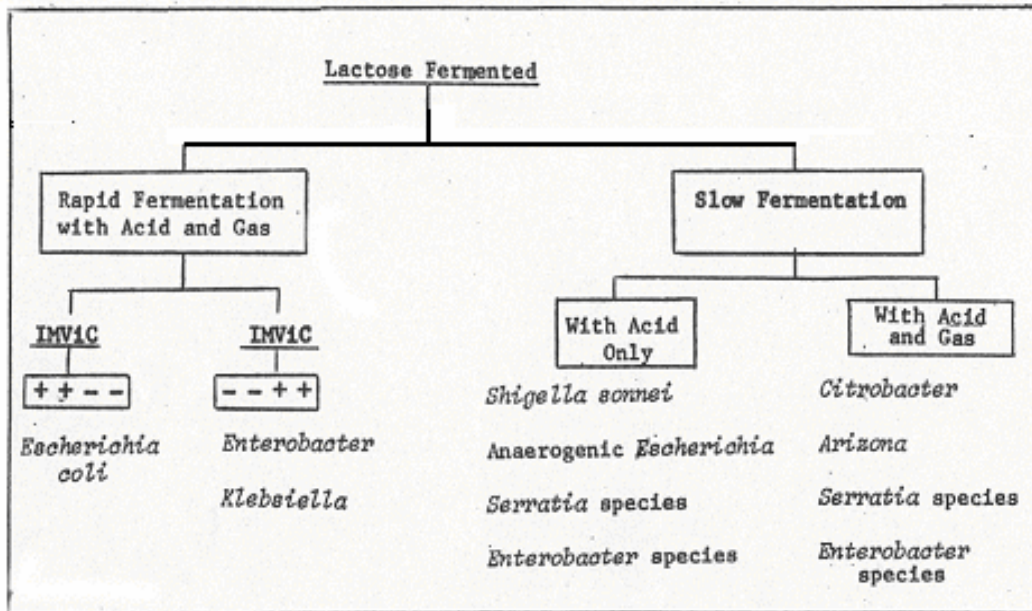 Lactose Fermented
Rapid Fermentation
with Acid and Gas
Slow Fermentation
IMViC
+ + - -
Escherichia
coli
IMViC
- - + +
Enterobacter
Klebsiella
With Acid
Only
Shigella sonnei
Anaerogenic Escherichia
Serratia species
Enterobacter species
With Acid
and Gas
Citrobacter
Arizona
Serratia species
Enterobacter
species